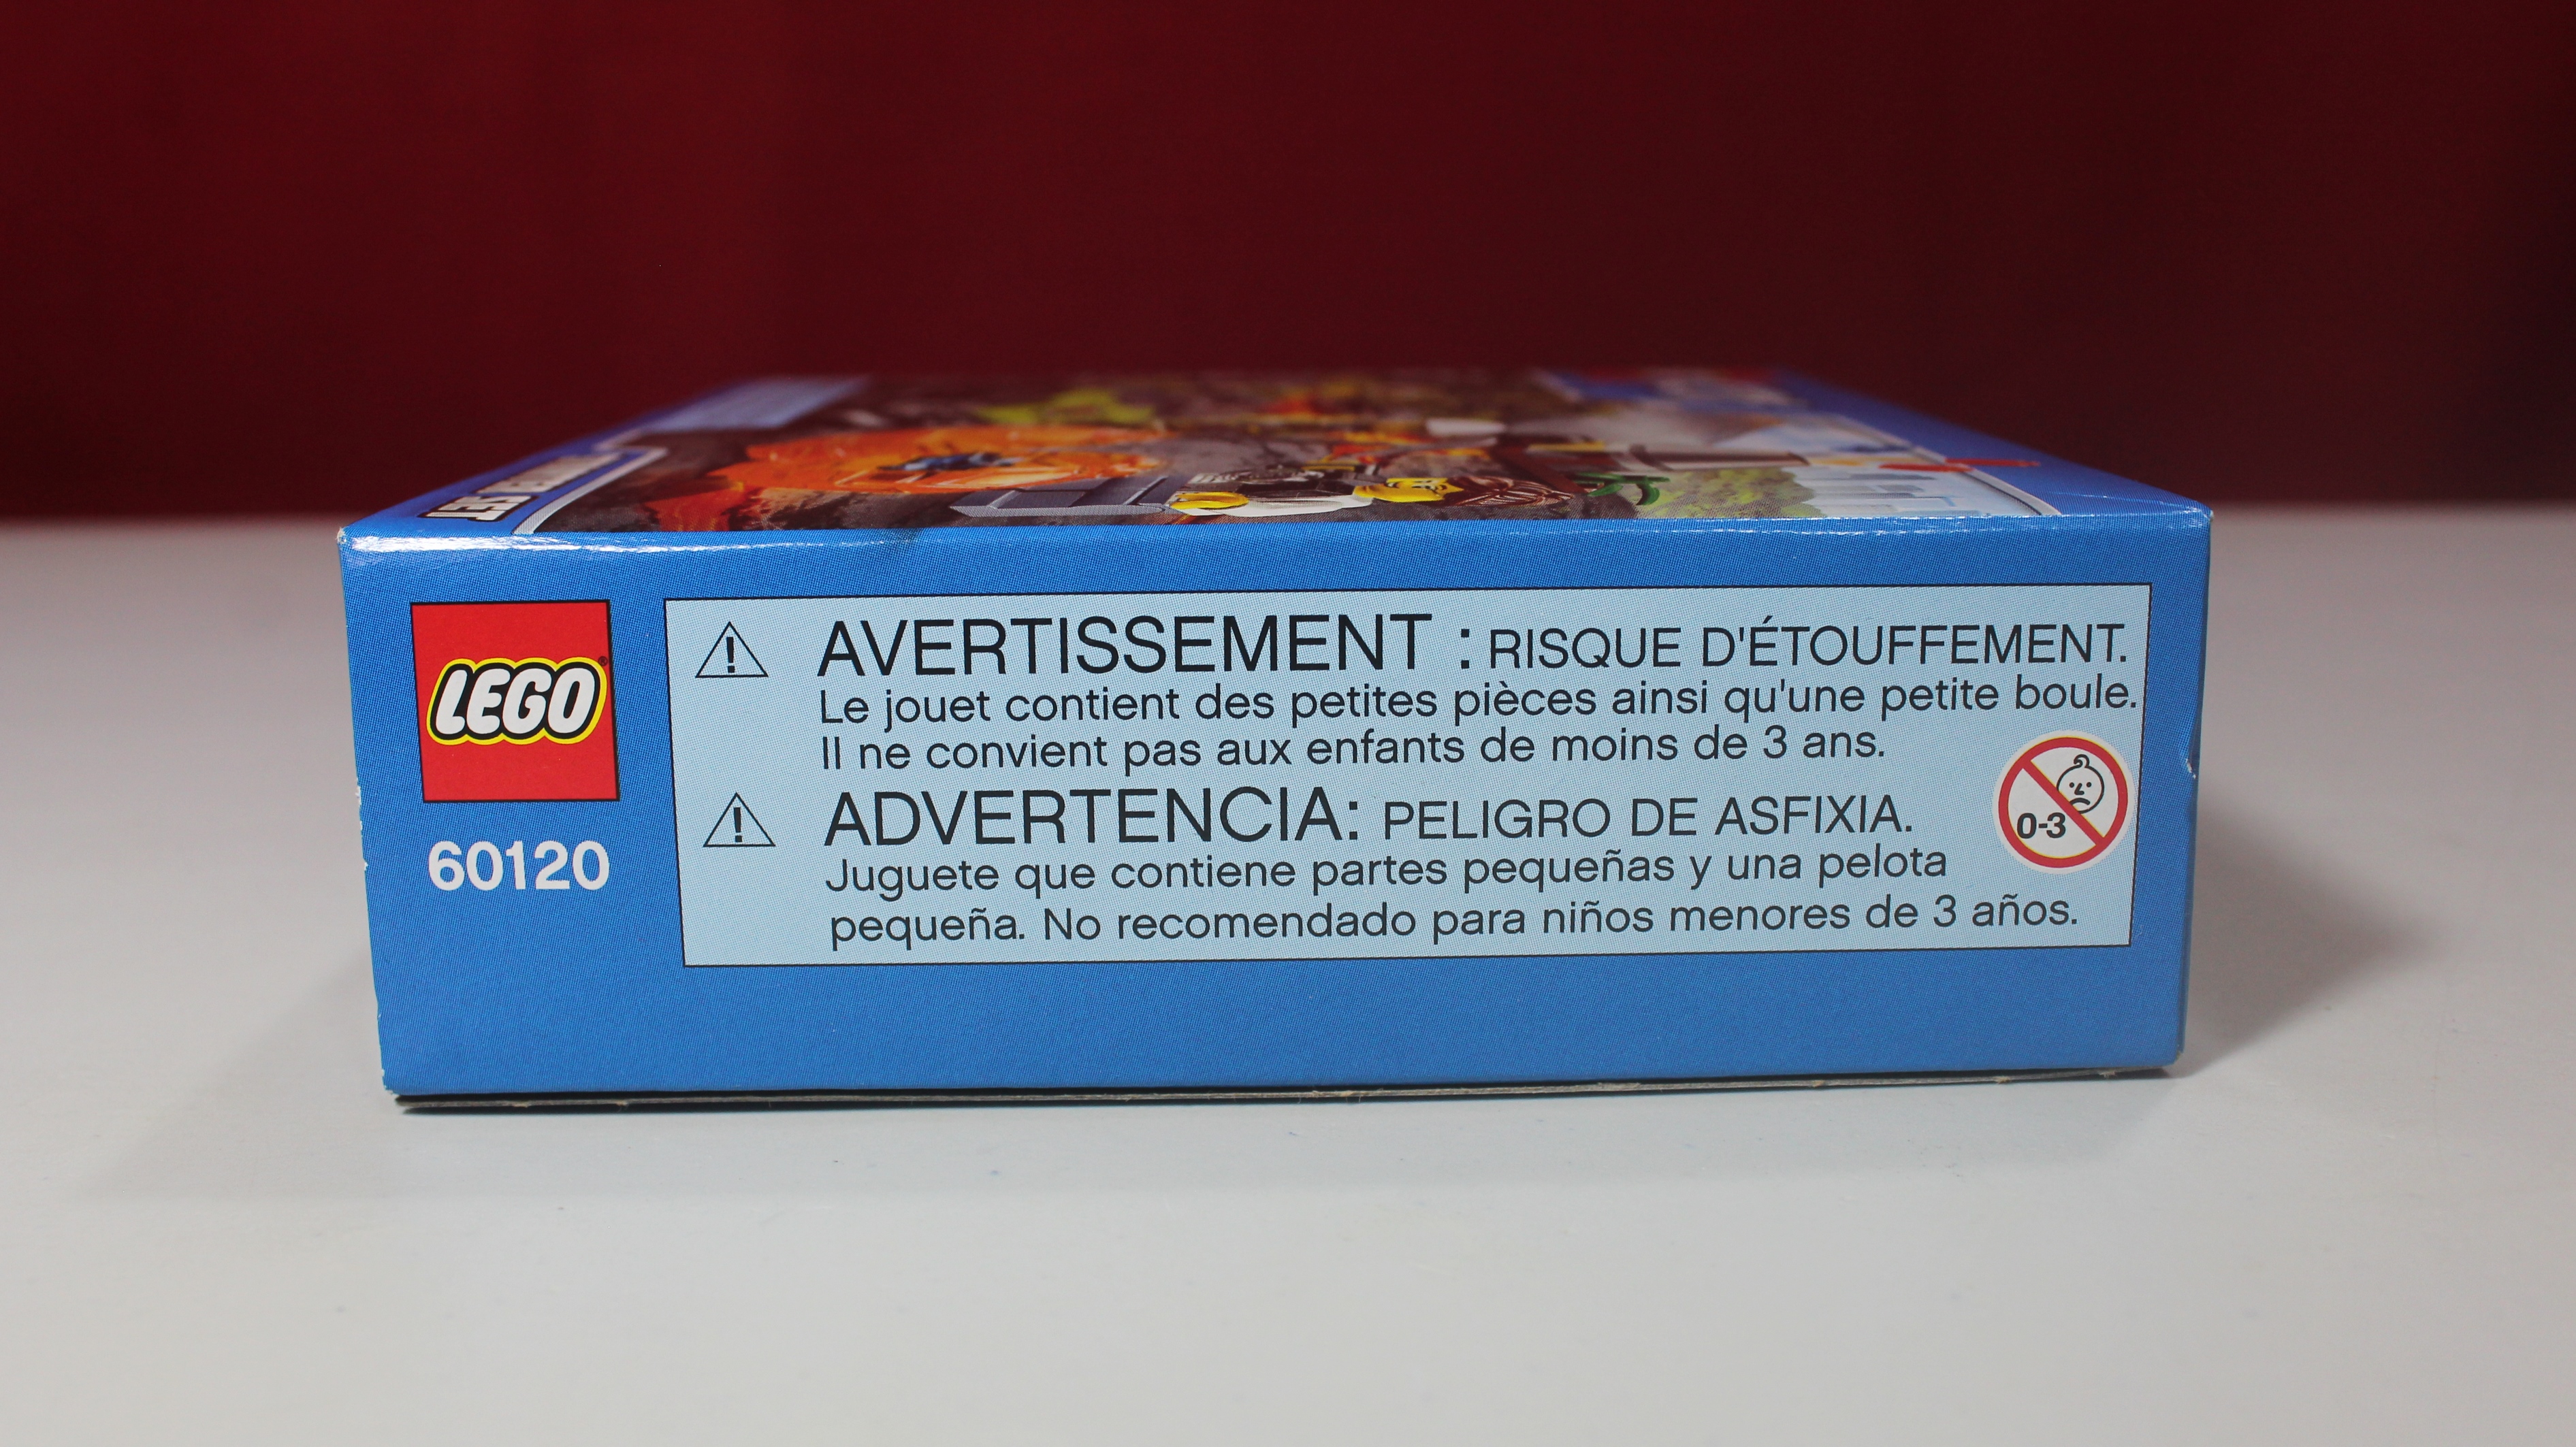 LEGO®
60120
AVERTISSEMENT : RISQUE D'ÉTOUFFEMENT.
Le jouet contient des petites pièces ainsi qu'une petite boule.
Il ne convient pas aux enfants de moins de 3 ans.
ADVERTENCIA: PELIGRO DE ASFIXIA.
Juguete que contiene partes pequeñas y una pelota
pequeña. No recomendado para niños menores de 3 años.
0-3
SET